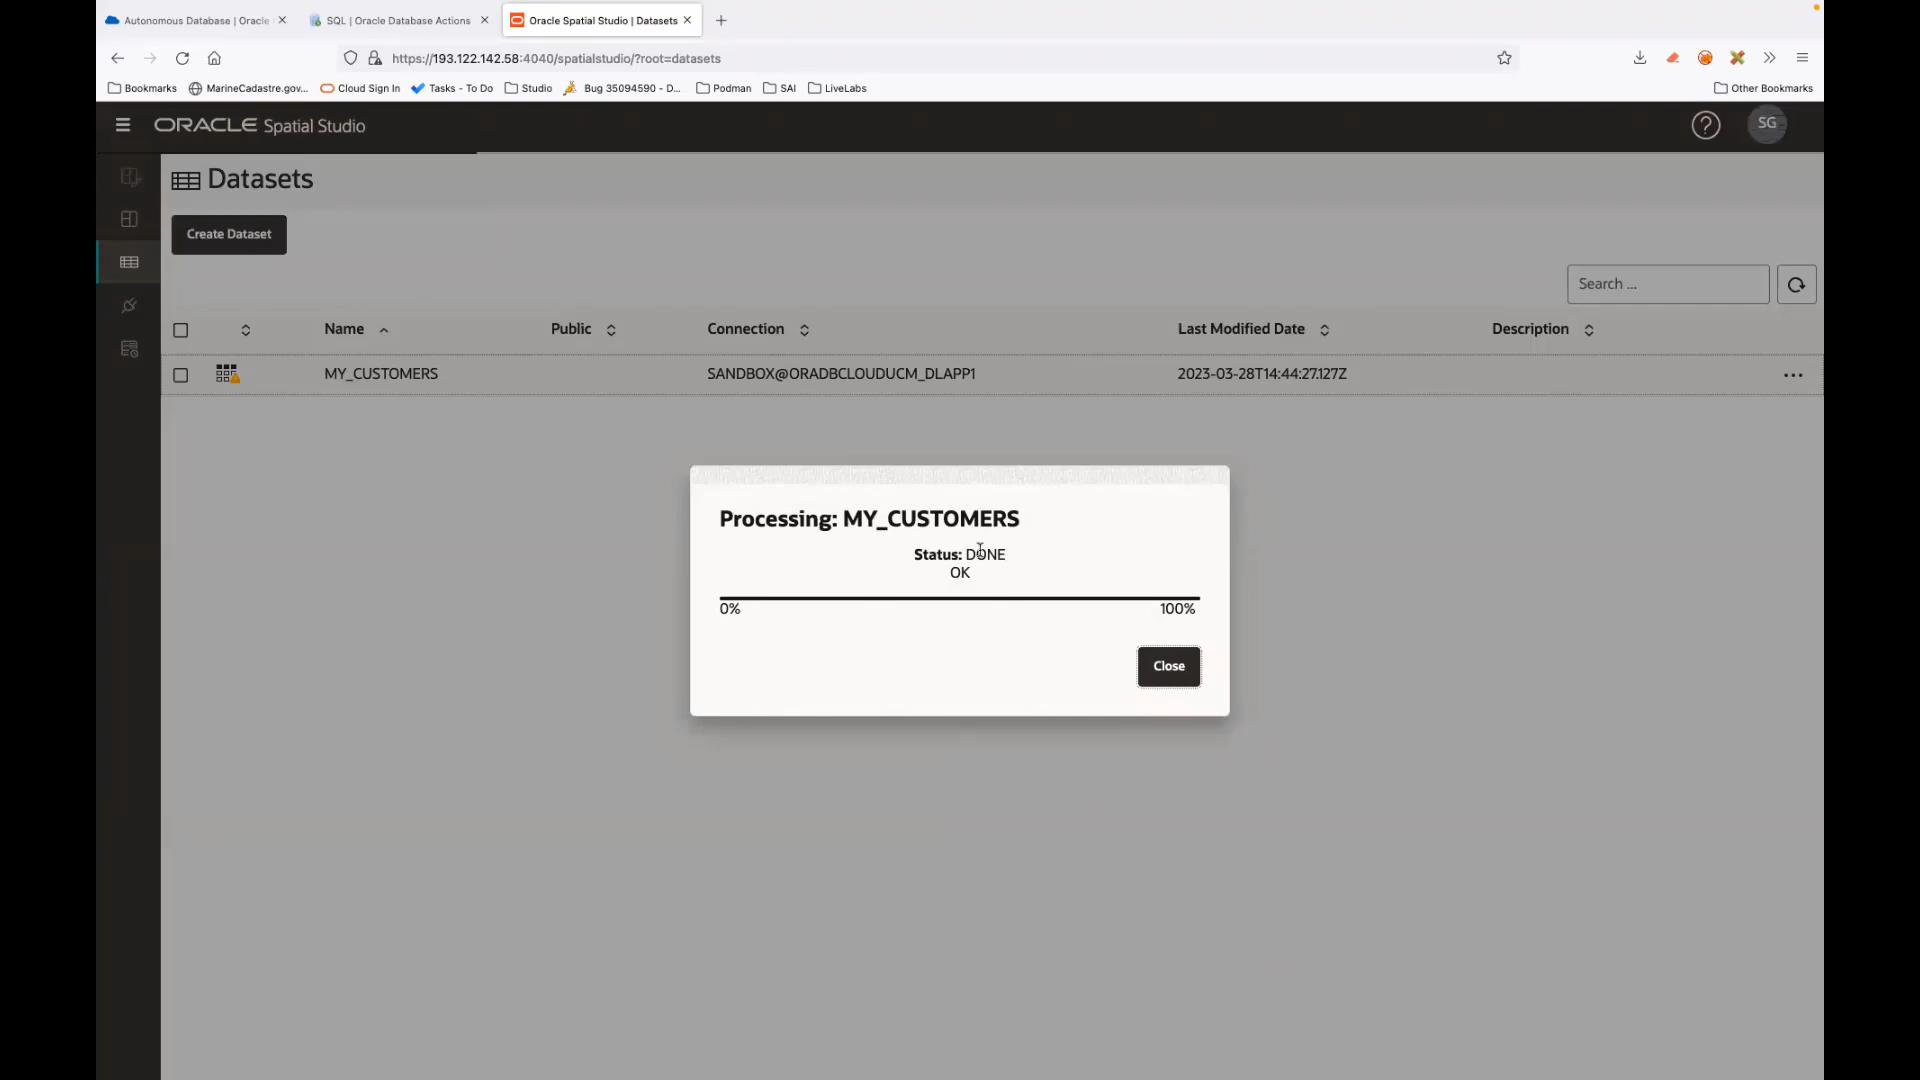 Autonomous Database | Oracle
SQL | Oracle Database Actions
Oracle Spatial Studio | Datasets
https://193.122.142.58:4040/spatialstudio/?root=datasets
Bookmarks
MarineCadastre.gov...
Cloud Sign In
Tasks - To Do
Studio
Bug 35094590 - D...
Podman
SAI
LiveLabs
Other Bookmarks
ORACLE Spatial Studio
?
SG
Datasets
Create Dataset
Search ...
Name
Public
Connection
Last Modified Date
Description
MY_CUSTOMERS
SANDBOX@ORADBCLOUDUCM_DLAPP1
2023-03-28T14:44:27.127Z
Processing: MY_CUSTOMERS
Status: DONE
OK
0%
100%
Close